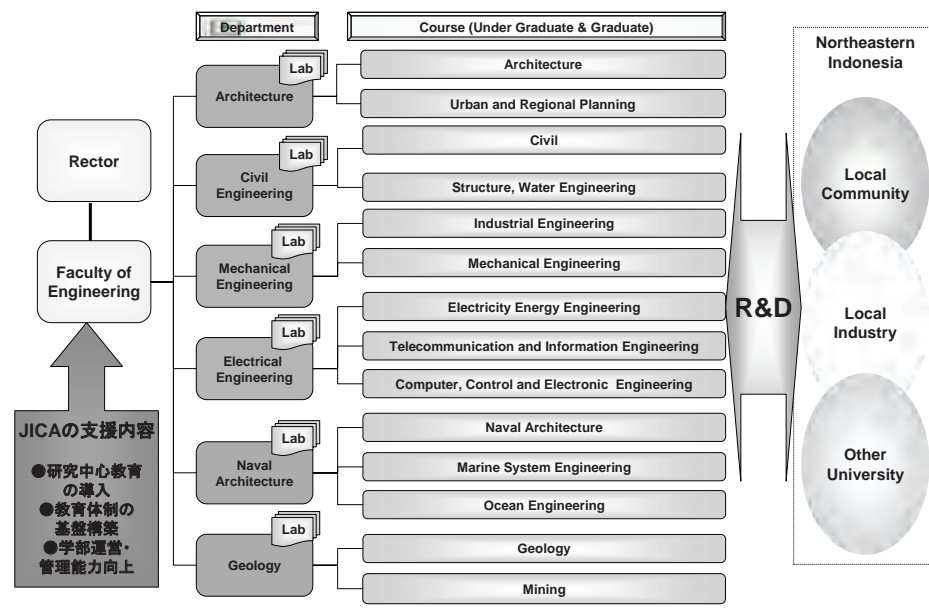 Department
Course (Under Graduate & Graduate)
Northeastern
Indonesia
Rector
Faculty of
Engineering
JICAの支援内容
●研究中心教育
の導入
●教育体制の
基盤構築
●学部運営・
管理能力向上
Lab
Architecture
Architecture
Urban and Regional Planning
Lab
Civil
Engineering
Civil
Structure, Water Engineering
Lab
Mechanical
Engineering
Industrial Engineering
Mechanical Engineering
Lab
Electrical
Engineering
Electricity Energy Engineering
Telecommunication and Information Engineering
Computer, Control and Electronic Engineering
Lab
Naval
Architecture
Naval Architecture
Marine System Engineering
Ocean Engineering
Lab
Geology
Geology
Mining
R&D
Local
Community
Local
Industry
Other
University